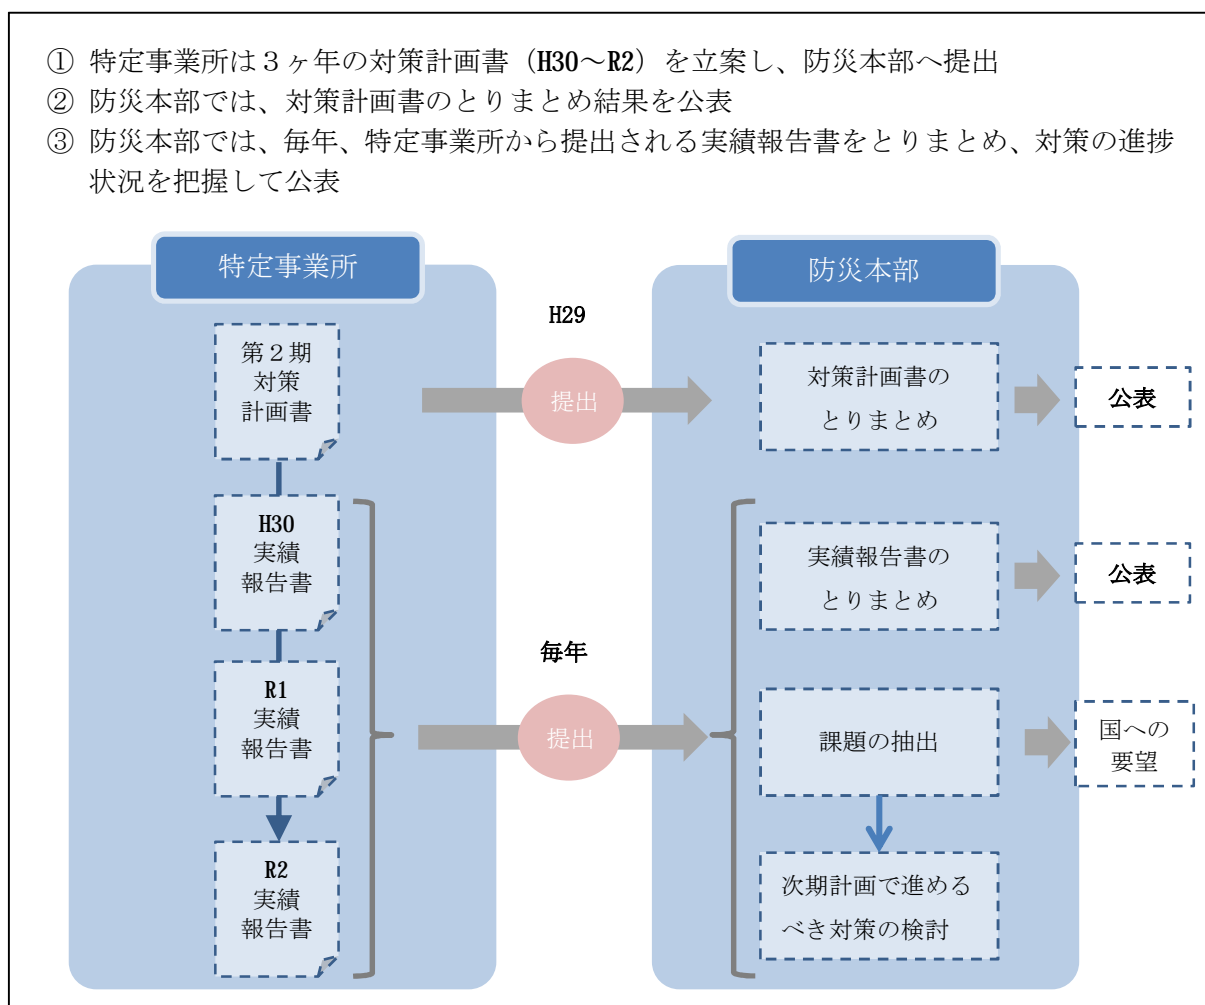 ① 特定事業所は３ヶ年の対策計画書（H30～R2）を立案し、防災本部へ提出
② 防災本部では、対策計画書のとりまとめ結果を公表
③ 防災本部では、毎年、特定事業所から提出される実績報告書をとりまとめ、対策の進捗
状況を把握して公表
特定事業所
防災本部
H29
第２期
対策
計画書
提出
対策計画書の
とりまとめ
公表
H30
実績
報告書
実績報告書の
とりまとめ
公表
毎年
R1
実績
報告書
提出
課題の抽出
国への
要望
R2
実績
報告書
次期計画で進める
べき対策の検討